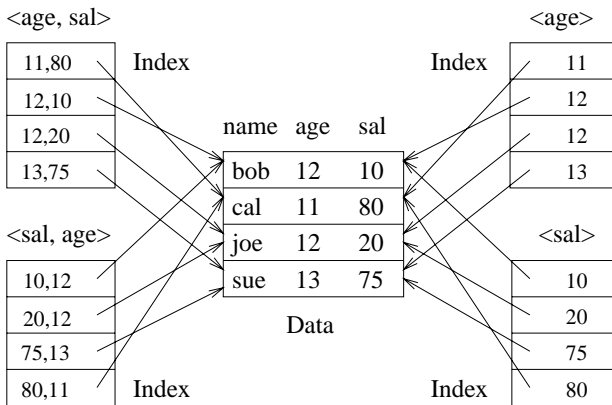 <age, sal>
11,80
12,10
12,20
13,75
Index
<sal, age>
10,12
20,12
75,13
80,11
Index
name age sal
bob 12 10
cal 11 80
joe 12 20
sue 13 75
Data
<age>
Index
11
12
12
13
<sal>
10
20
75
80
Index